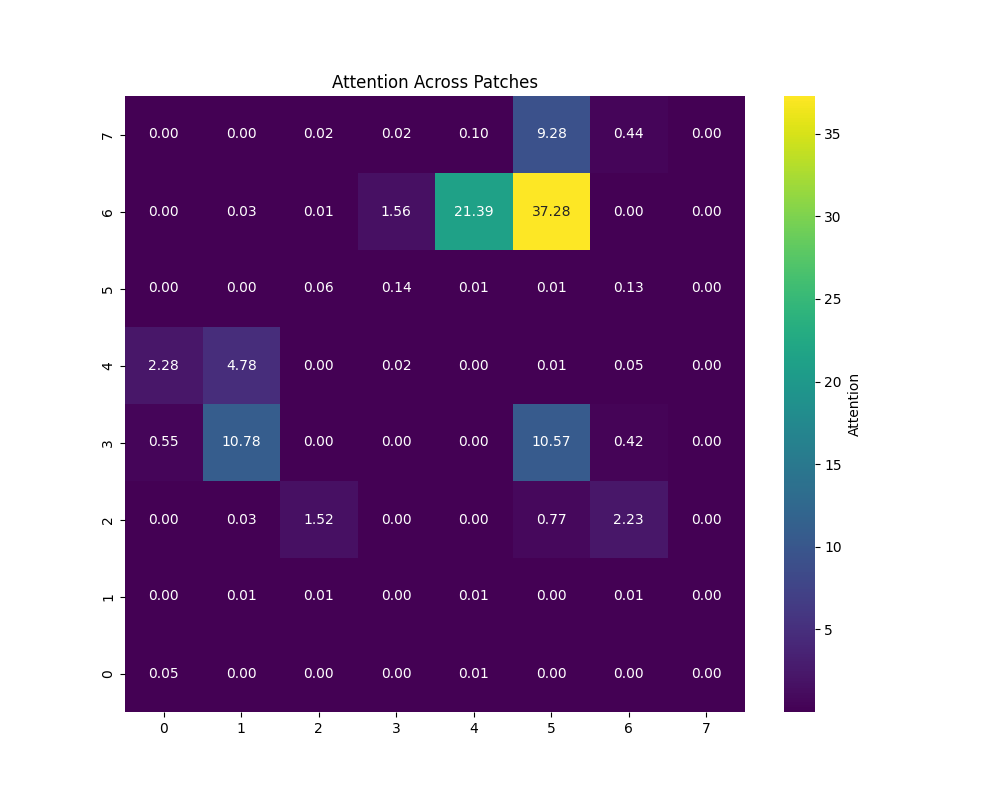 Attention Across Patches
7 0.00 0.00 0.02 0.02 0.10 9.28 0.44 0.00
6 0.00 0.03 0.01 1.56 21.39 37.28 0.00 0.00
5 0.00 0.00 0.06 0.14 0.01 0.01 0.13 0.00
4 2.28 4.78 0.00 0.02 0.00 0.01 0.05 0.00
3 0.55 10.78 0.00 0.00 0.00 10.57 0.42 0.00
2 0.00 0.03 1.52 0.00 0.00 0.77 2.23 0.00
1 0.00 0.01 0.01 0.00 0.01 0.00 0.01 0.00
0 0.05 0.00 0.00 0.00 0.01 0.00 0.00 0.00
0 1 2 3 4 5 6 7
35
30
25
20
15
10
5
Attention